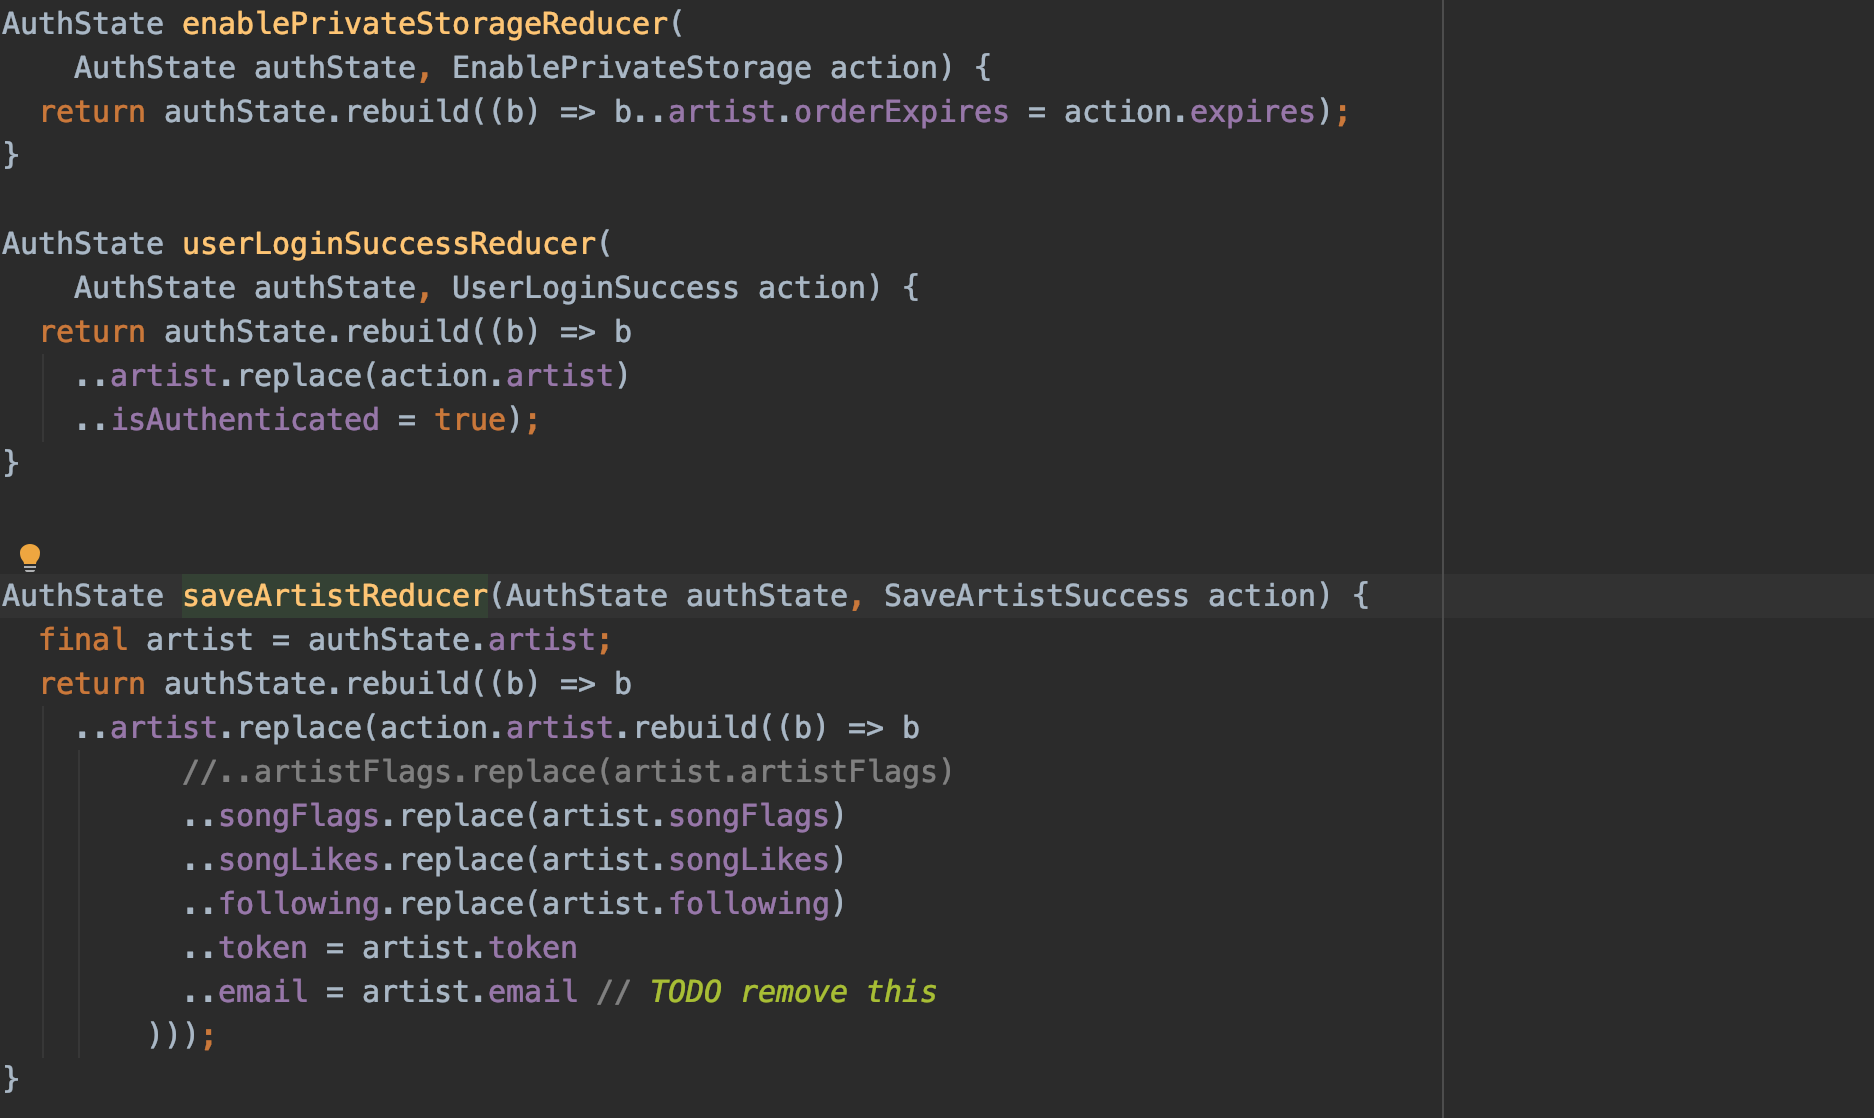 AuthState enablePrivateStorageReducer(
    AuthState authState, EnablePrivateStorage action) {
  return authState.rebuild((b) => b..artist.orderExpires = action.expires);
}

AuthState userLoginSuccessReducer(
    AuthState authState, UserLoginSuccess action) {
  return authState.rebuild((b) => b
    ..artist.replace(action.artist)
    ..isAuthenticated = true);
}

AuthState saveArtistReducer(AuthState authState, SaveArtistSuccess action) {
  final artist = authState.artist;
  return authState.rebuild((b) => b
    ..artist.replace(action.artist.rebuild((b) => b
          //..artistFlags.replace(artist.artistFlags)
          ..songFlags.replace(artist.songFlags)
          ..songLikes.replace(artist.songLikes)
          ..following.replace(artist.following)
          ..token = artist.token
          ..email = artist.email // TODO remove this
        )));
}